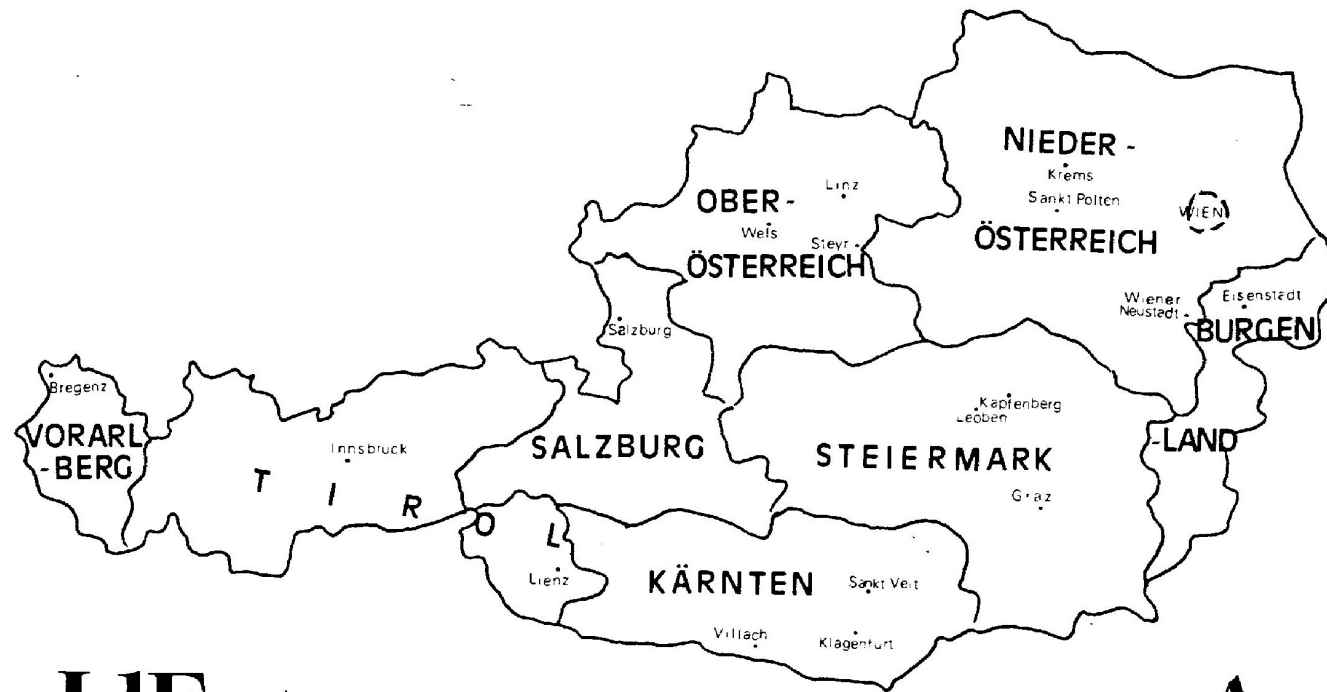 NIEDER -
Krems
Sankt Polten
WIEN
ÖSTERREICH
OBER -
Linz
Wels
Steyr
ÖSTERREICH
Wiener
Neustadt
Eisenstadt
BURGEN
-LAND
Salzburg
SALZBURG
Bregenz
VORARL
-BERG
Innsbruck
T I R O L
Lienz
Kapfenberg
Leoben
STEIERMARK
Graz
KÄRNTEN
Sankt Veit
Villach
Klagenfurt